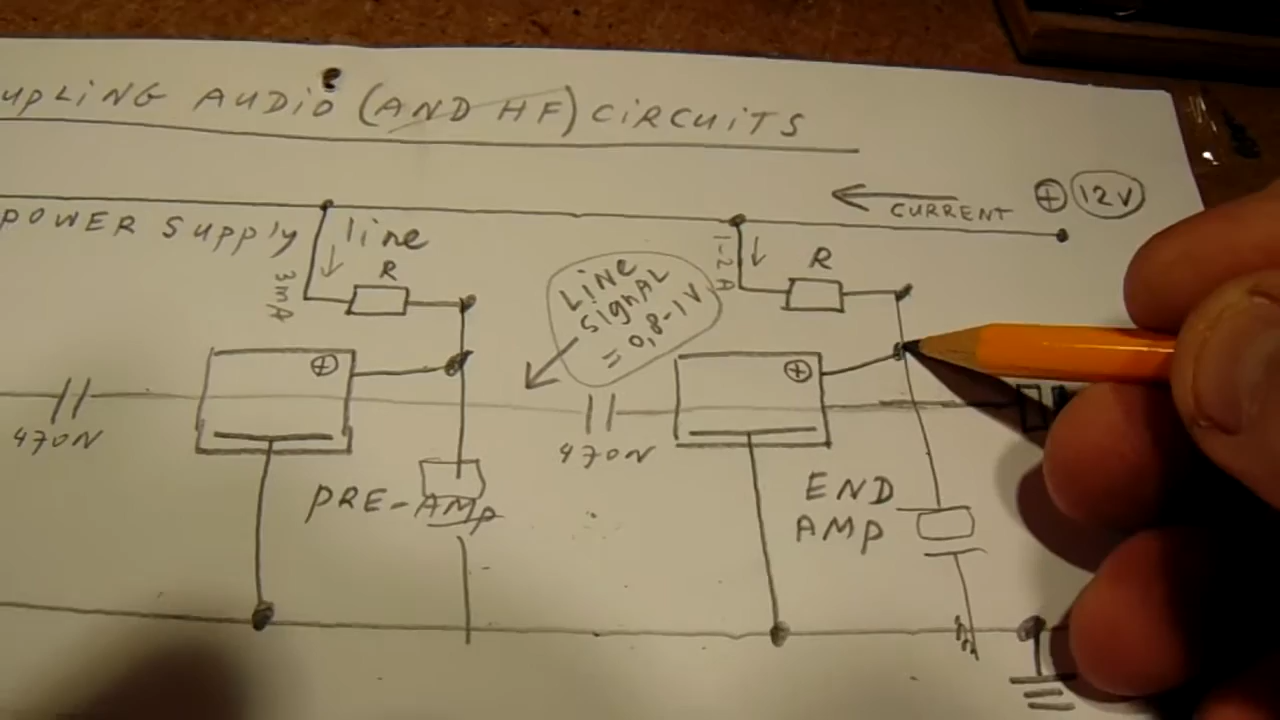 UPLING AUDIO (AND HF) CIRCUITS
+ 12V
CURRENT
POWER Supply line
3mA
R
1-2A
R
LINE
SIGNAL
= 0,8-1V
+
+
470N
470N
PRE-AMP
END
AMP